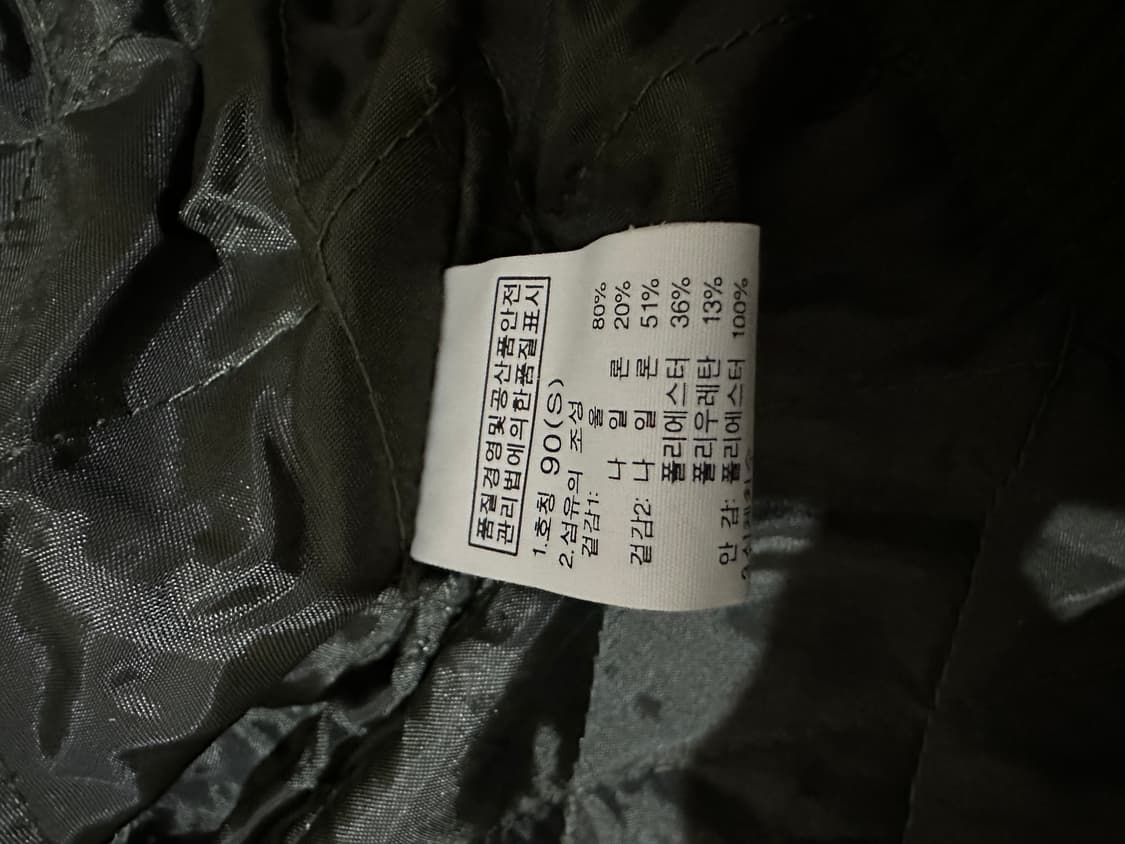 품질경영및공산품안전
관리법에의한품질표시
1.호칭 90(S)
2.섬유의 조성
겉감1: 울 80%
나 일 론 20%
겉감2: 나 일 론 51%
폴리에스터 36%
폴리우레탄 13%
안 감: 폴리에스터 100%